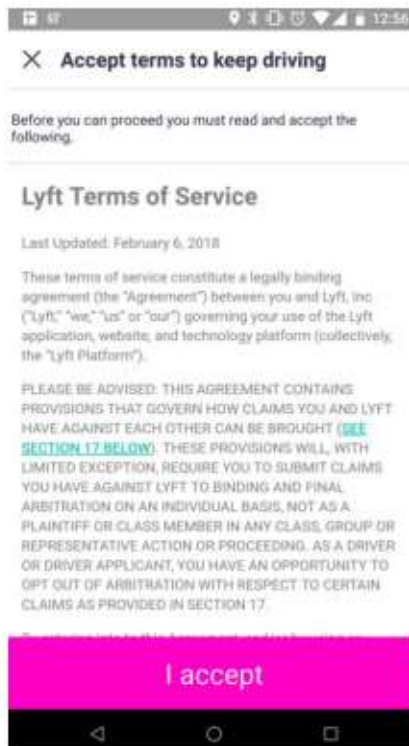 12:56
Accept terms to keep driving
Before you can proceed you must read and accept the
following.
Lyft Terms of Service
Last Updated: February 6, 2018
These terms of service constitute a legally binding
agreement (the "Agreement") between you and Lyft, Inc.
("Lyft," "we," "us" or "our") governing your use of the Lyft
application, website, and technology platform (collectively,
the "Lyft Platform").
PLEASE BE ADVISED: THIS AGREEMENT CONTAINS
PROVISIONS THAT GOVERN HOW CLAIMS YOU AND LYFT
HAVE AGAINST EACH OTHER CAN BE BROUGHT (SEE
SECTION 17 BELOW). THESE PROVISIONS WILL, WITH
LIMITED EXCEPTION, REQUIRE YOU TO SUBMIT CLAIMS
YOU HAVE AGAINST LYFT TO BINDING AND FINAL
ARBITRATION ON AN INDIVIDUAL BASIS, NOT AS A
PLAINTIFF OR CLASS MEMBER IN ANY CLASS, GROUP OR
REPRESENTATIVE ACTION OR PROCEEDING. AS A DRIVER
OR DRIVER APPLICANT, YOU HAVE AN OPPORTUNITY TO
OPT OUT OF ARBITRATION WITH RESPECT TO CERTAIN
CLAIMS AS PROVIDED IN SECTION 17.
I accept